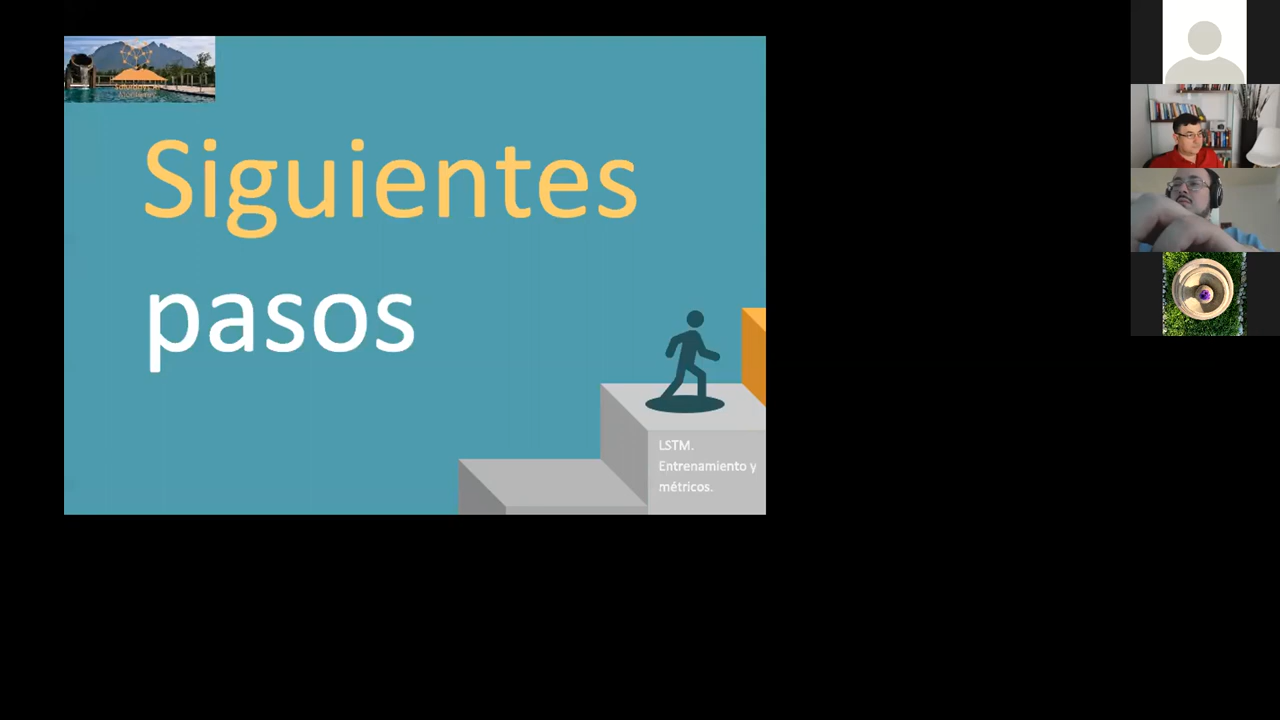 Siguientes
pasos
LSTM.
Entrenamiento y
métricos.